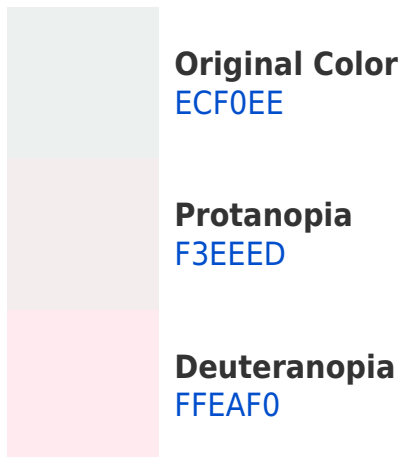 Original Color
ECF0EE
Protanopia
F3EEED
Deuteranopia
FFEAF0